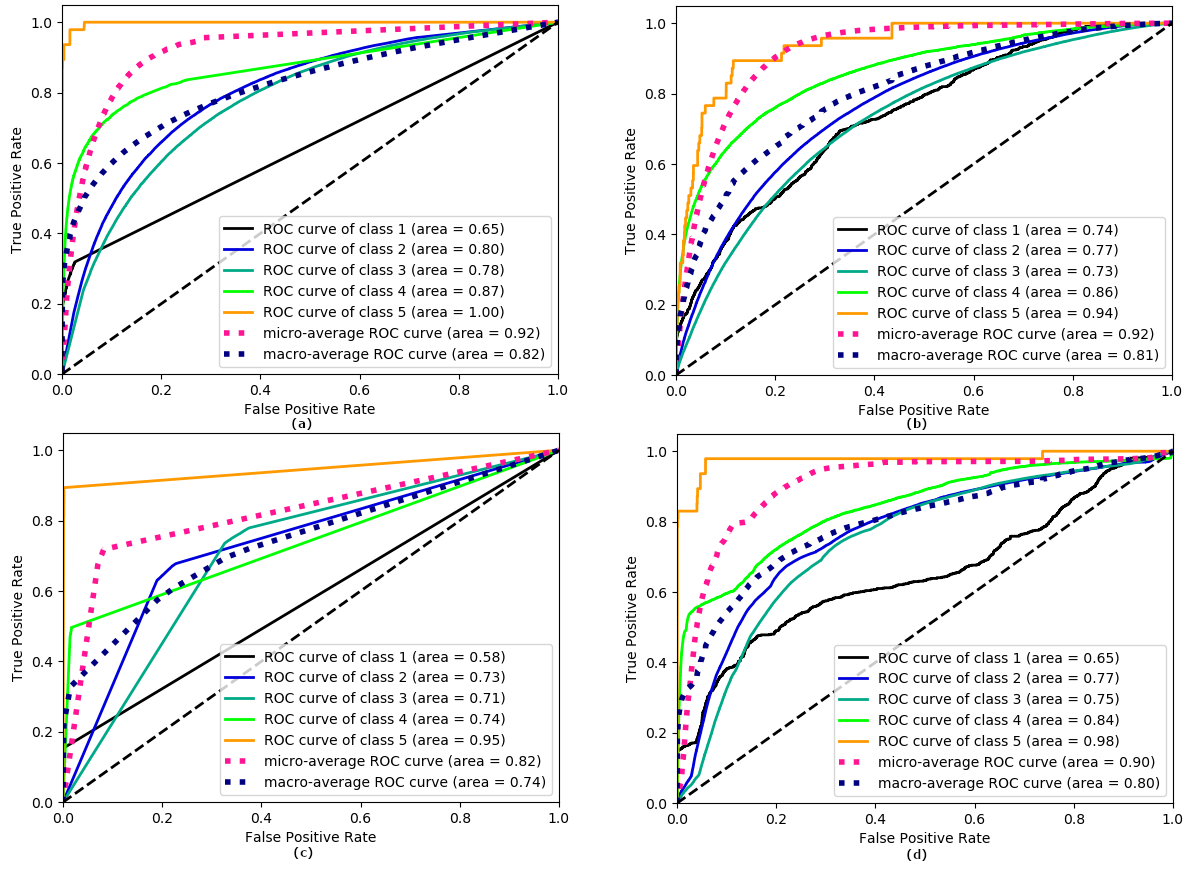 1.0
0.8
0.6
0.4
0.2
0.0
True Positive Rate
ROC curve of class 1 (area = 0.65)
ROC curve of class 2 (area = 0.80)
ROC curve of class 3 (area = 0.78)
ROC curve of class 4 (area = 0.87)
ROC curve of class 5 (area = 1.00)
micro-average ROC curve (area = 0.92)
macro-average ROC curve (area = 0.82)
0.0 0.2 0.4 0.6 0.8 1.0
False Positive Rate
(a)
1.0
0.8
0.6
0.4
0.2
0.0
True Positive Rate
ROC curve of class 1 (area = 0.74)
ROC curve of class 2 (area = 0.77)
ROC curve of class 3 (area = 0.73)
ROC curve of class 4 (area = 0.86)
ROC curve of class 5 (area = 0.94)
micro-average ROC curve (area = 0.92)
macro-average ROC curve (area = 0.81)
0.0 0.2 0.4 0.6 0.8 1.0
False Positive Rate
(b)
1.0
0.8
0.6
0.4
0.2
0.0
True Positive Rate
ROC curve of class 1 (area = 0.58)
ROC curve of class 2 (area = 0.73)
ROC curve of class 3 (area = 0.71)
ROC curve of class 4 (area = 0.74)
ROC curve of class 5 (area = 0.95)
micro-average ROC curve (area = 0.82)
macro-average ROC curve (area = 0.74)
0.0 0.2 0.4 0.6 0.8 1.0
False Positive Rate
(c)
1.0
0.8
0.6
0.4
0.2
0.0
True Positive Rate
ROC curve of class 1 (area = 0.65)
ROC curve of class 2 (area = 0.77)
ROC curve of class 3 (area = 0.75)
ROC curve of class 4 (area = 0.84)
ROC curve of class 5 (area = 0.98)
micro-average ROC curve (area = 0.90)
macro-average ROC curve (area = 0.80)
0.0 0.2 0.4 0.6 0.8 1.0
False Positive Rate
(d)